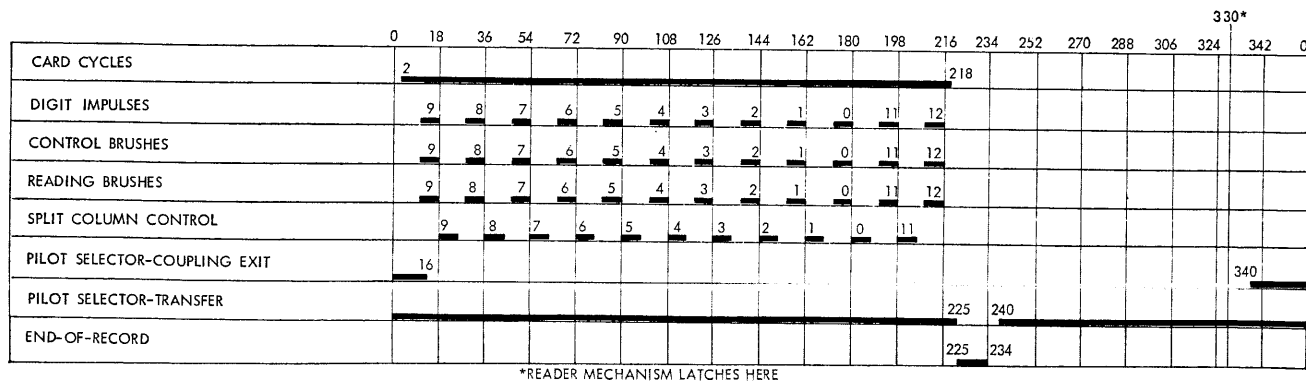 330*
0 18 36 54 72 90 108 126 144 162 180 198 216 234 252 270 288 306 324 342 0
CARD CYCLES 2 218
DIGIT IMPULSES 9 8 7 6 5 4 3 2 1 0 11 12
CONTROL BRUSHES 9 8 7 6 5 4 3 2 1 0 11 12
READING BRUSHES 9 8 7 6 5 4 3 2 1 0 11 12
SPLIT COLUMN CONTROL 9 8 7 6 5 4 3 2 1 0 11
PILOT SELECTOR-COUPLING EXIT 16 340
PILOT SELECTOR-TRANSFER 225 240
END-OF-RECORD 225 234
*READER MECHANISM LATCHES HERE